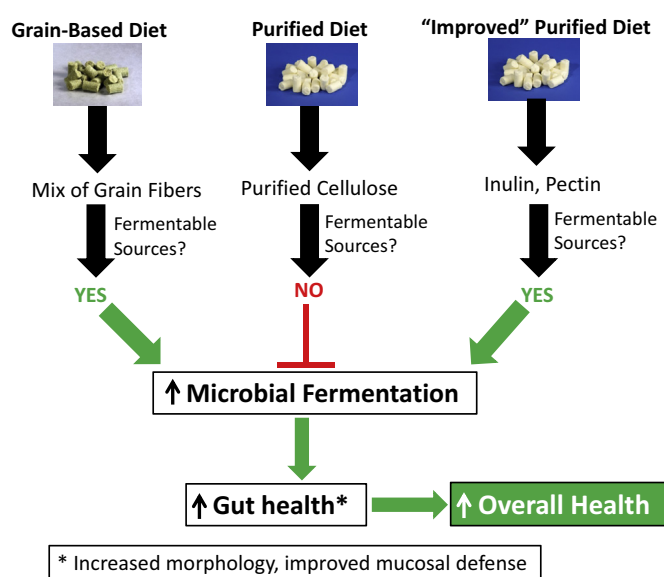 Grain-Based Diet
Purified Diet
“Improved” Purified Diet
Mix of Grain Fibers
Purified Cellulose
Inulin, Pectin
Fermentable
Sources?
Fermentable
Sources?
Fermentable
Sources?
YES
NO
YES
↑ Microbial Fermentation
↑ Gut health*
↑ Overall Health
* Increased morphology, improved mucosal defense